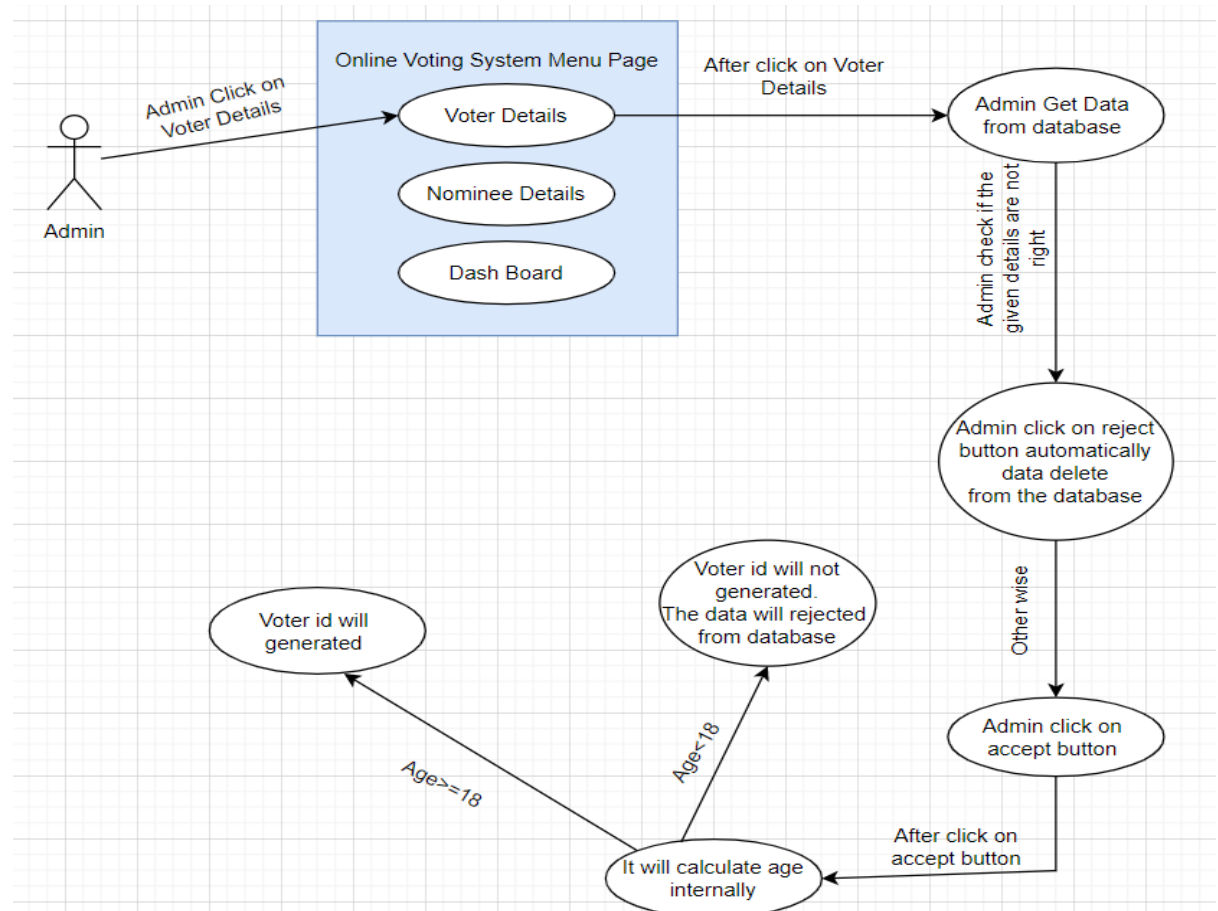 Online Voting System Menu Page
Admin Click on
Voter Details
Voter Details
After click on Voter
Details
Admin Get Data
from database
Admin
Nominee Details
Dash Board
Admin check if the
given details are not
right
Admin click on reject
button automatically
data delete
from the database
Other wise
Voter id will not
generated.
The data will rejected
from database
Voter id will
generated
Admin click on
accept button
Age<18
Age>=18
After click on
accept button
It will calculate age
internally